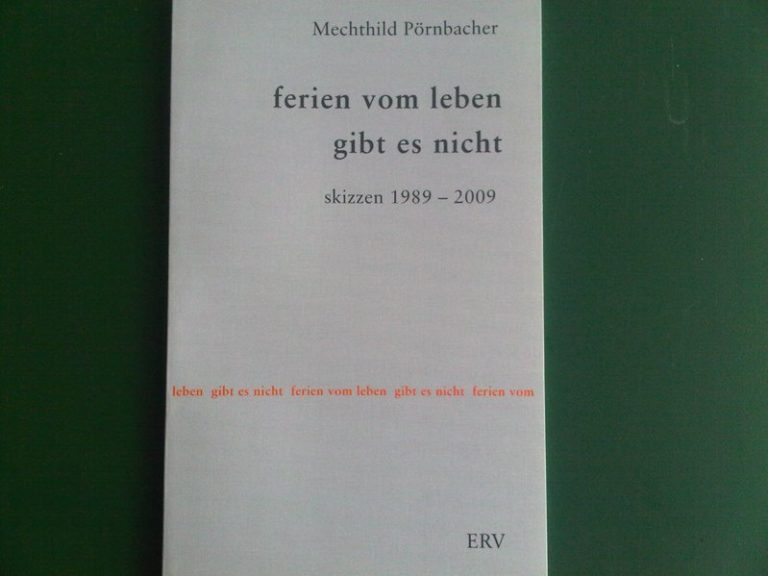 Mechthild Pörnbacher
ferien vom leben
gibt es nicht
skizzen 1989 – 2009
leben gibt es nicht ferien vom leben gibt es nicht ferien vom
ERV